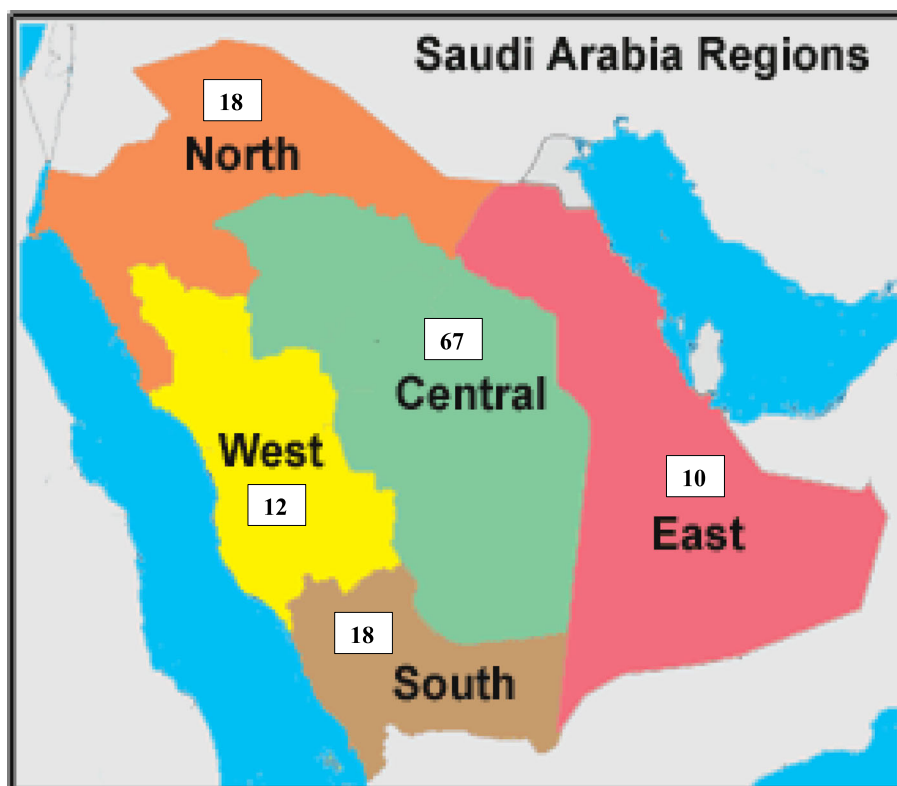 Saudi Arabia Regions
18
North
67
Central
West
12
10
East
18
South